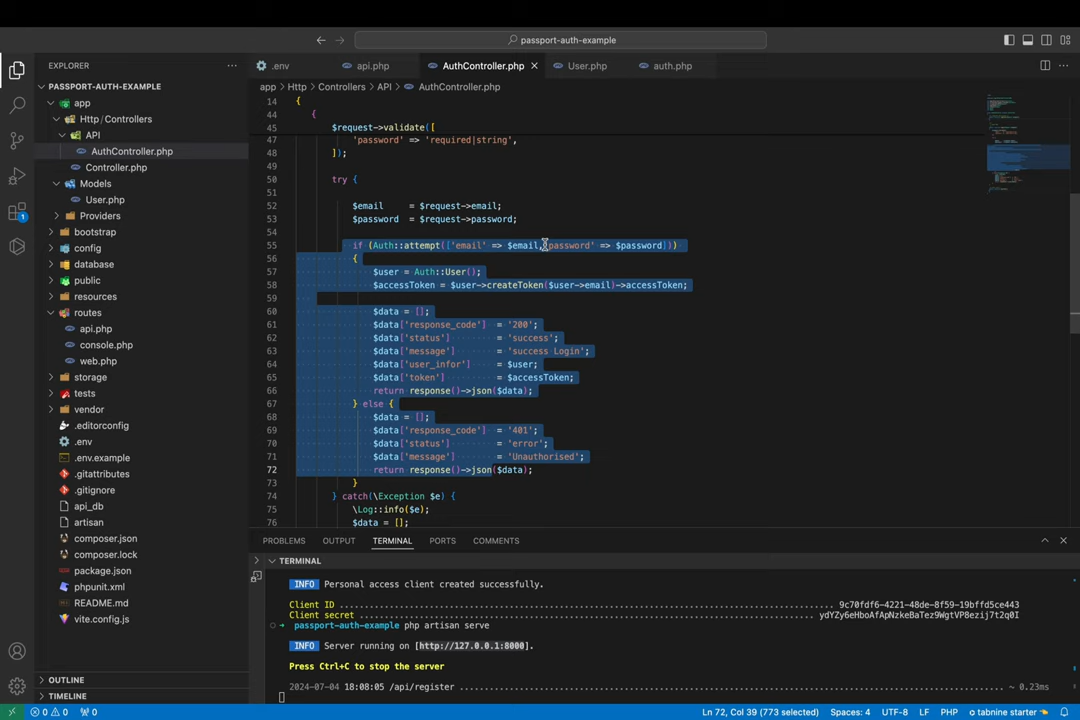 passport-auth-example
EXPLORER
.env
api.php
AuthController.php
User.php
auth.php
PASSPORT-AUTH-EXAMPLE
app > Http > Controllers > API > AuthController.php
app
Http / Controllers
API
AuthController.php
Controller.php
Models
User.php
Providers
bootstrap
config
database
public
resources
routes
api.php
console.php
web.php
storage
tests
vendor
.editorconfig
.env
.env.example
.gitattributes
.gitignore
api_db
artisan
composer.json
composer.lock
package.json
phpunit.xml
README.md
vite.config.js
OUTLINE
TIMELINE
1
14 {
44 {
45 $request->validate([
47 'password' => 'required|string',
48 ]);
49
50 try {
51
52 $email = $request->email;
53 $password = $request->password;
54
55 if (Auth::attempt(['email' => $email,'password' => $password]))
56 {
57 $user = Auth::User();
58 $accessToken = $user->createToken($user->email)->accessToken;
59
60 $data = [];
61 $data['response_code'] = '200';
62 $data['status'] = 'success';
63 $data['message'] = 'success Login';
64 $data['user_infor'] = $user;
65 $data['token'] = $accessToken;
66 return response()->json($data);
67 } else {
68 $data = [];
69 $data['response_code'] = '401';
70 $data['status'] = 'error';
71 $data['message'] = 'Unauthorised';
72 return response()->json($data);
73 }
74 } catch(\Exception $e) {
75 \Log::info($e);
76 $data = [];
PROBLEMS OUTPUT TERMINAL PORTS COMMENTS
TERMINAL
INFO Personal access client created successfully.
Client ID 9c70fdf6-4221-48de-8f59-19bffd5ce443
Client secret ydYZy6eHboAfApNzkeBaTez9WgtVP8ezij7t2q0I
passport-auth-example php artisan serve
INFO Server running on [http://127.0.0.1:8000].
Press Ctrl+C to stop the server
2024-07-04 18:08:05 /api/register ~ 0.23ms
0 0 0 Ln 72, Col 39 (773 selected) Spaces: 4 UTF-8 LF PHP tabnine starter